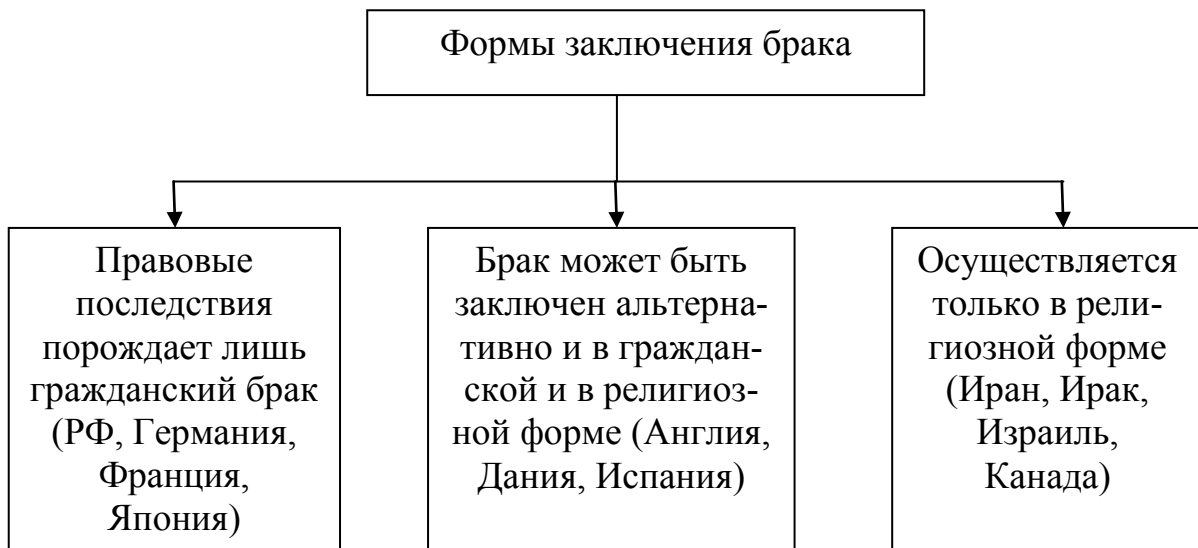 Формы заключения брака
Правовые
последствия
порождает лишь
гражданский брак
(РФ, Германия,
Франция,
Япония)
Брак может быть
заключен альтерна-
тивно и в граждан-
ской и в религиоз-
ной форме (Англия,
Дания, Испания)
Осуществляется
только в рели-
гиозной форме
(Иран, Ирак,
Израиль,
Канада)